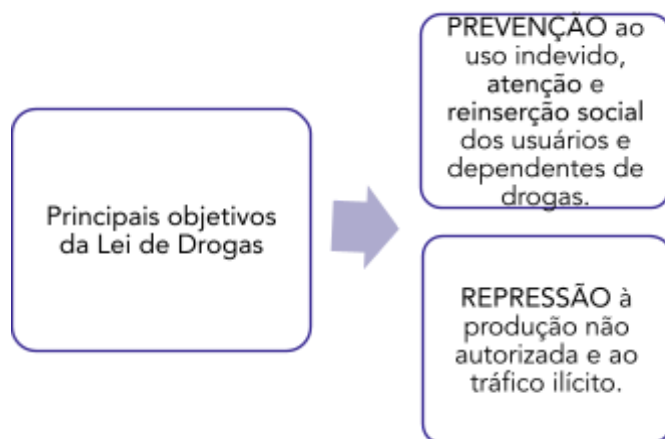 Principais objetivos
da Lei de Drogas
PREVENÇÃO ao
uso indevido,
atenção e
reinserção social
dos usuários e
dependentes de
drogas.
REPRESSÃO à
produção não
autorizada e ao
tráfico ilícito.